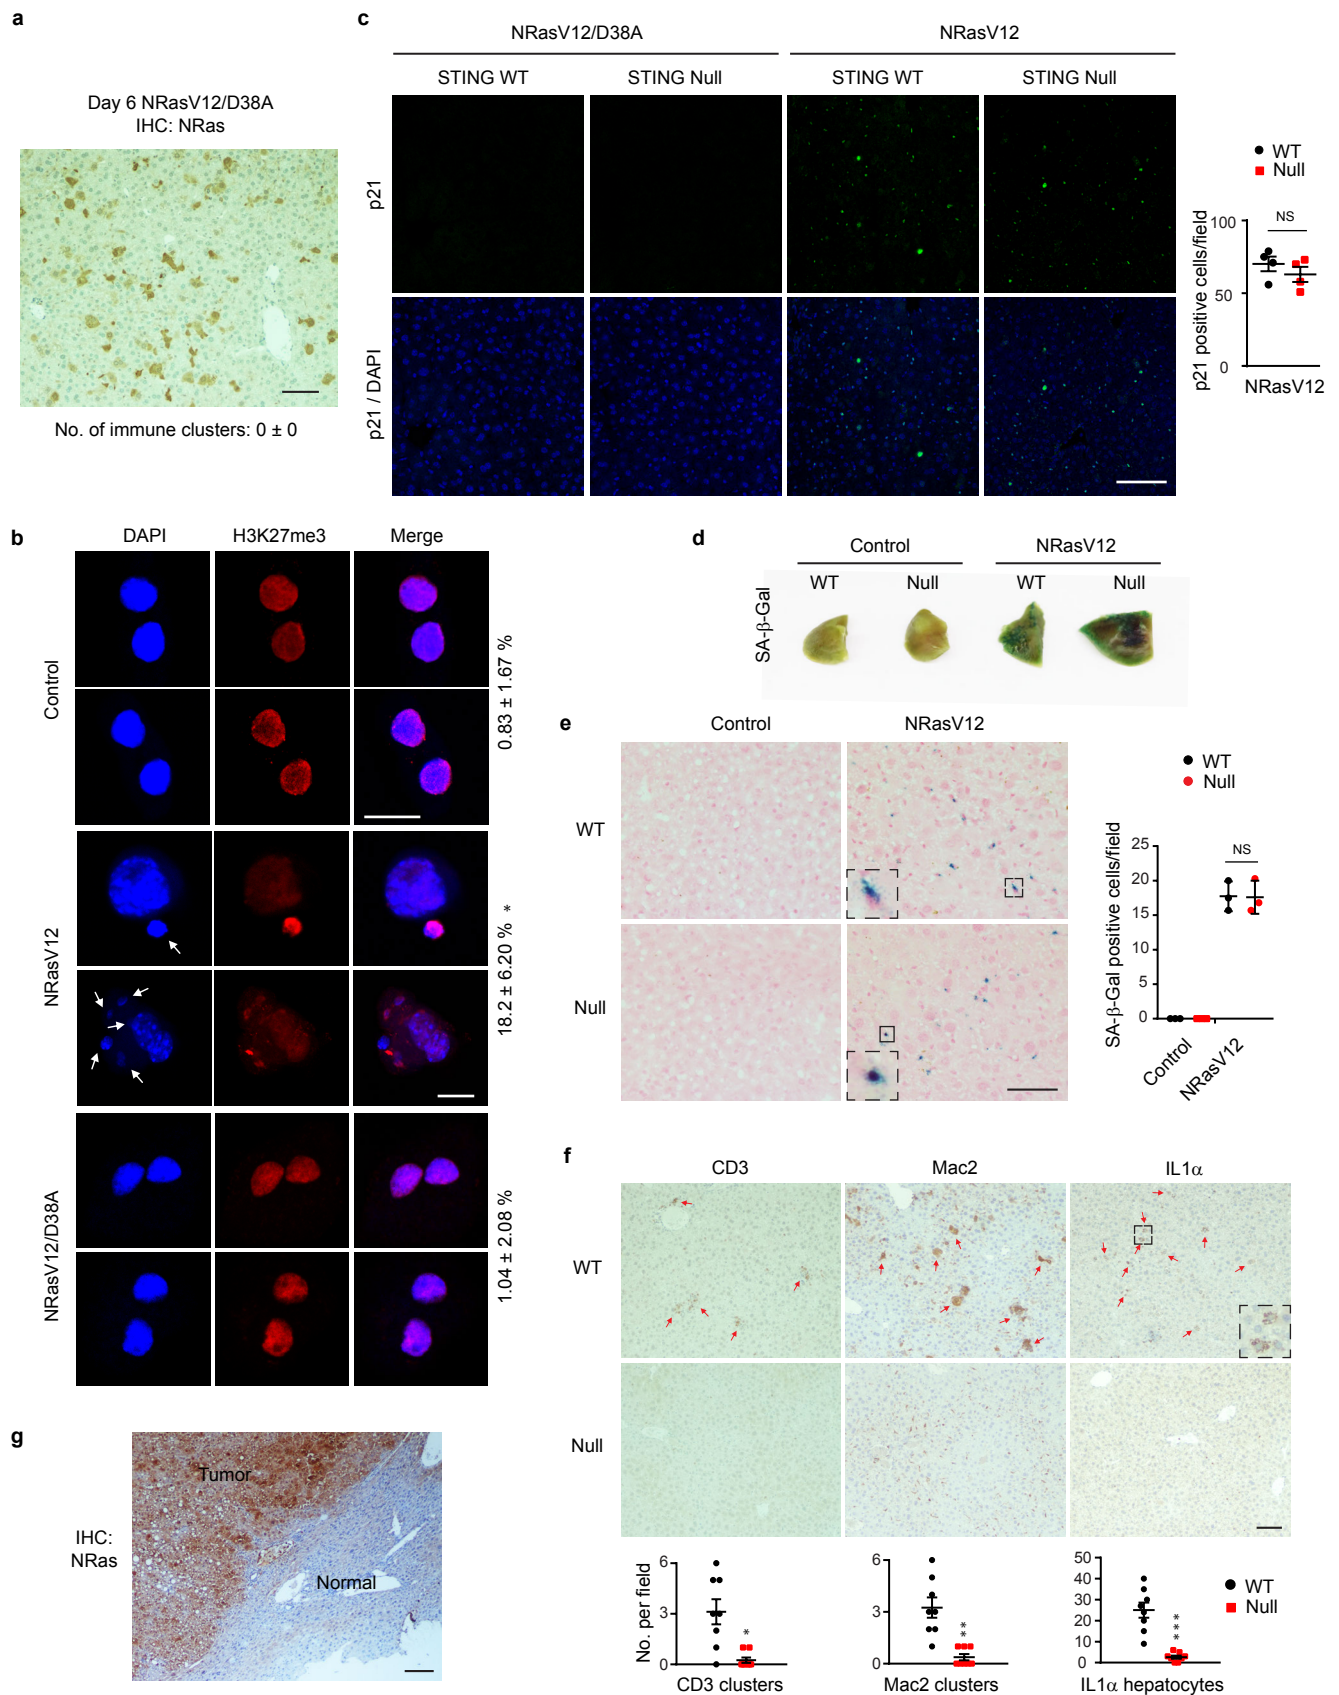 a
Day 6 NRasV12/D38A
IHC: NRas
No. of immune clusters: 0 ± 0
c
NRasV12/D38A
NRasV12
STING WT
STING Null
STING WT
STING Null
p21
p21 / DAPI
WT
Null
p21 positive cells/field
100
50
0
NS
NRasV12
b
DAPI
H3K27me3
Merge
Control
0.83 ± 1.67 %
NRasV12
18.2 ± 6.20 % *
NRasV12/D38A
1.04 ± 2.08 %
d
Control
NRasV12
WT
Null
WT
Null
SA-β-Gal
e
Control
NRasV12
WT
Null
WT
Null
SA-β-Gal positive cells/field
25
20
15
10
5
0
NS
Control
NRasV12
f
CD3
Mac2
IL1α
WT
Null
No. per field
6
3
0
*
CD3 clusters
6
3
0
**
Mac2 clusters
50
40
30
20
10
0
***
IL1α hepatocytes
WT
Null
g
IHC:
NRas
Tumor
Normal